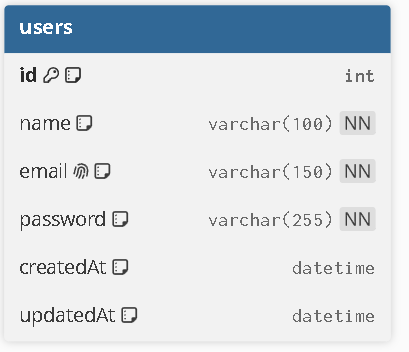 users
id int
name varchar(100) NN
email varchar(150) NN
password varchar(255) NN
createdAt datetime
updatedAt datetime